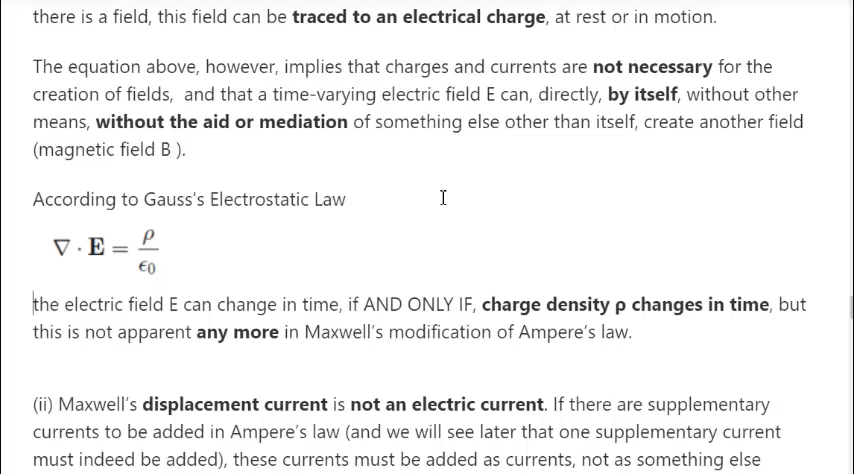 there is a field, this field can be traced to an electrical charge, at rest or in motion.
The equation above, however, implies that charges and currents are not necessary for the
creation of fields, and that a time-varying electric field E can, directly, by itself, without other
means, without the aid or mediation of something else other than itself, create another field
(magnetic field B ).
According to Gauss's Electrostatic Law
∇ · E = ρ / ϵ0
the electric field E can change in time, if AND ONLY IF, charge density ρ changes in time, but
this is not apparent any more in Maxwell’s modification of Ampere’s law.
(ii) Maxwell’s displacement current is not an electric current. If there are supplementary
currents to be added in Ampere’s law (and we will see later that one supplementary current
must indeed be added), these currents must be added as currents, not as something else